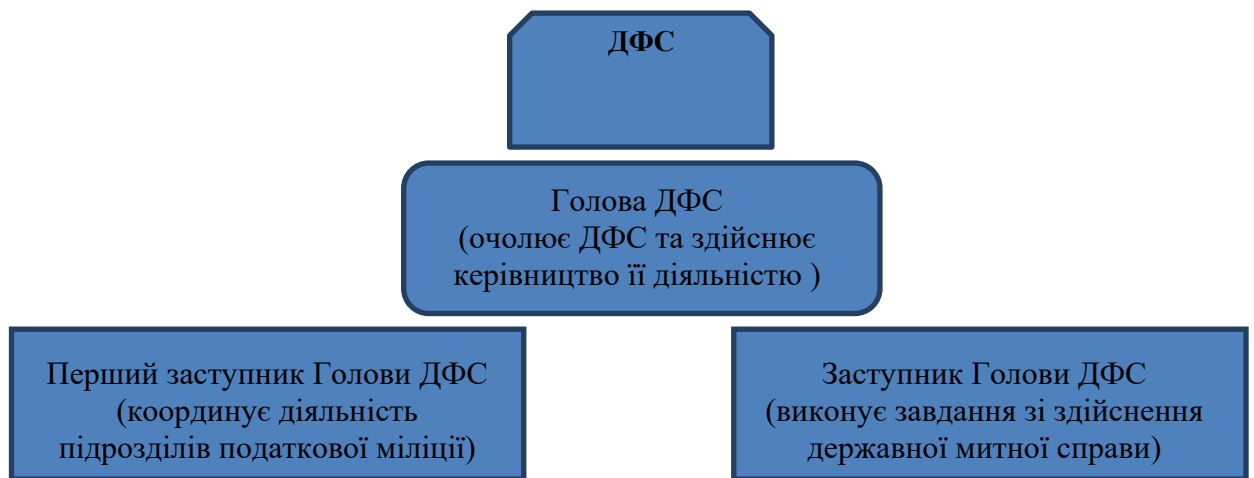 ДФС
Голова ДФС
(очолює ДФС та здійснює
керівництво її діяльністю )
Перший заступник Голови ДФС
(координує діяльність
підрозділів податкової міліції)
Заступник Голови ДФС
(виконує завдання зі здійснення
державної митної справи)